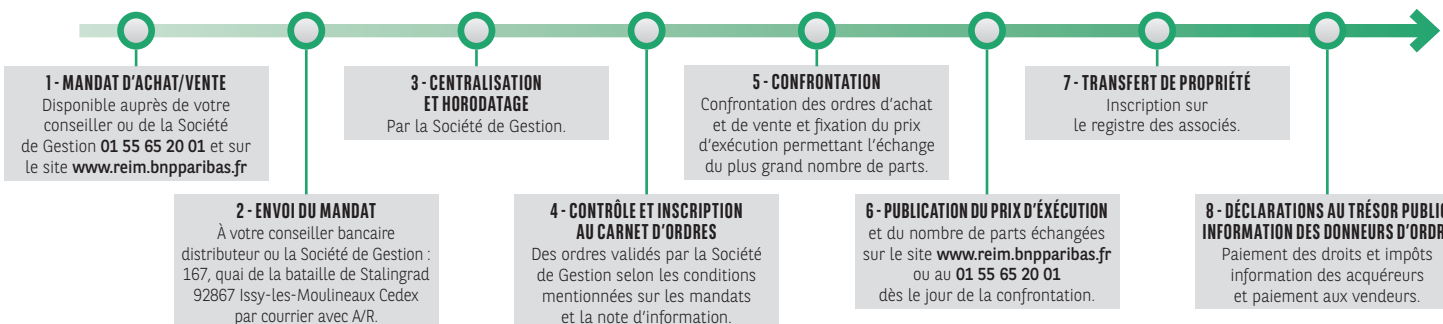 1 - MANDAT D'ACHAT/VENTE
Disponible auprès de votre
conseiller ou de la Société
de Gestion 01 55 65 20 01 et sur
le site www.reim.bnpparibas.fr
2 - ENVOI DU MANDAT
À votre conseiller bancaire
distributeur ou la Société de Gestion :
167, quai de la bataille de Stalingrad
92867 Issy-les-Moulineaux Cedex
par courrier avec A/R.
3 - CENTRALISATION
ET HORODATAGE
Par la Société de Gestion.
4 - CONTRÔLE ET INSCRIPTION
AU CARNET D'ORDRES
Des ordres validés par la Société
de Gestion selon les conditions
mentionnées sur les mandats
et la note d'information.
5 - CONFRONTATION
Confrontation des ordres d'achat
et de vente et fixation du prix
d'exécution permettant l'échange
du plus grand nombre de parts.
6 - PUBLICATION DU PRIX D'ÉXÉCUTION
et du nombre de parts échangées
sur le site www.reim.bnpparibas.fr
ou au 01 55 65 20 01
dès le jour de la confrontation.
7 - TRANSFERT DE PROPRIÉTÉ
Inscription sur
le registre des associés.
8 - DÉCLARATIONS AU TRÉSOR PUBLIC
INFORMATION DES DONNEURS D'ORDR
Paiement des droits et impôts
information des acquéreurs
et paiement aux vendeurs.